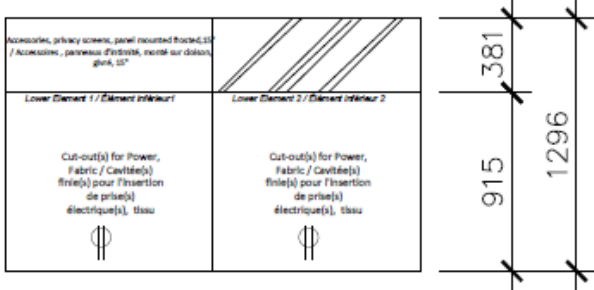 Accessories, privacy screens, panel mounted frosted,15"
/ Accessoires , panneaux d'intimité, monté sur cloison,
givré, 15"
Lower Element 1 / Élément inférieur1
Lower Element 2 / Élément inférieur 2
Cut-out(s) for Power,
Fabric / Cavitée(s)
finie(s) pour l'insertion
de prise(s)
électrique(s), tissu
Cut-out(s) for Power,
Fabric / Cavitée(s)
finie(s) pour l'insertion
de prise(s)
électrique(s), tissu
381
915
1296